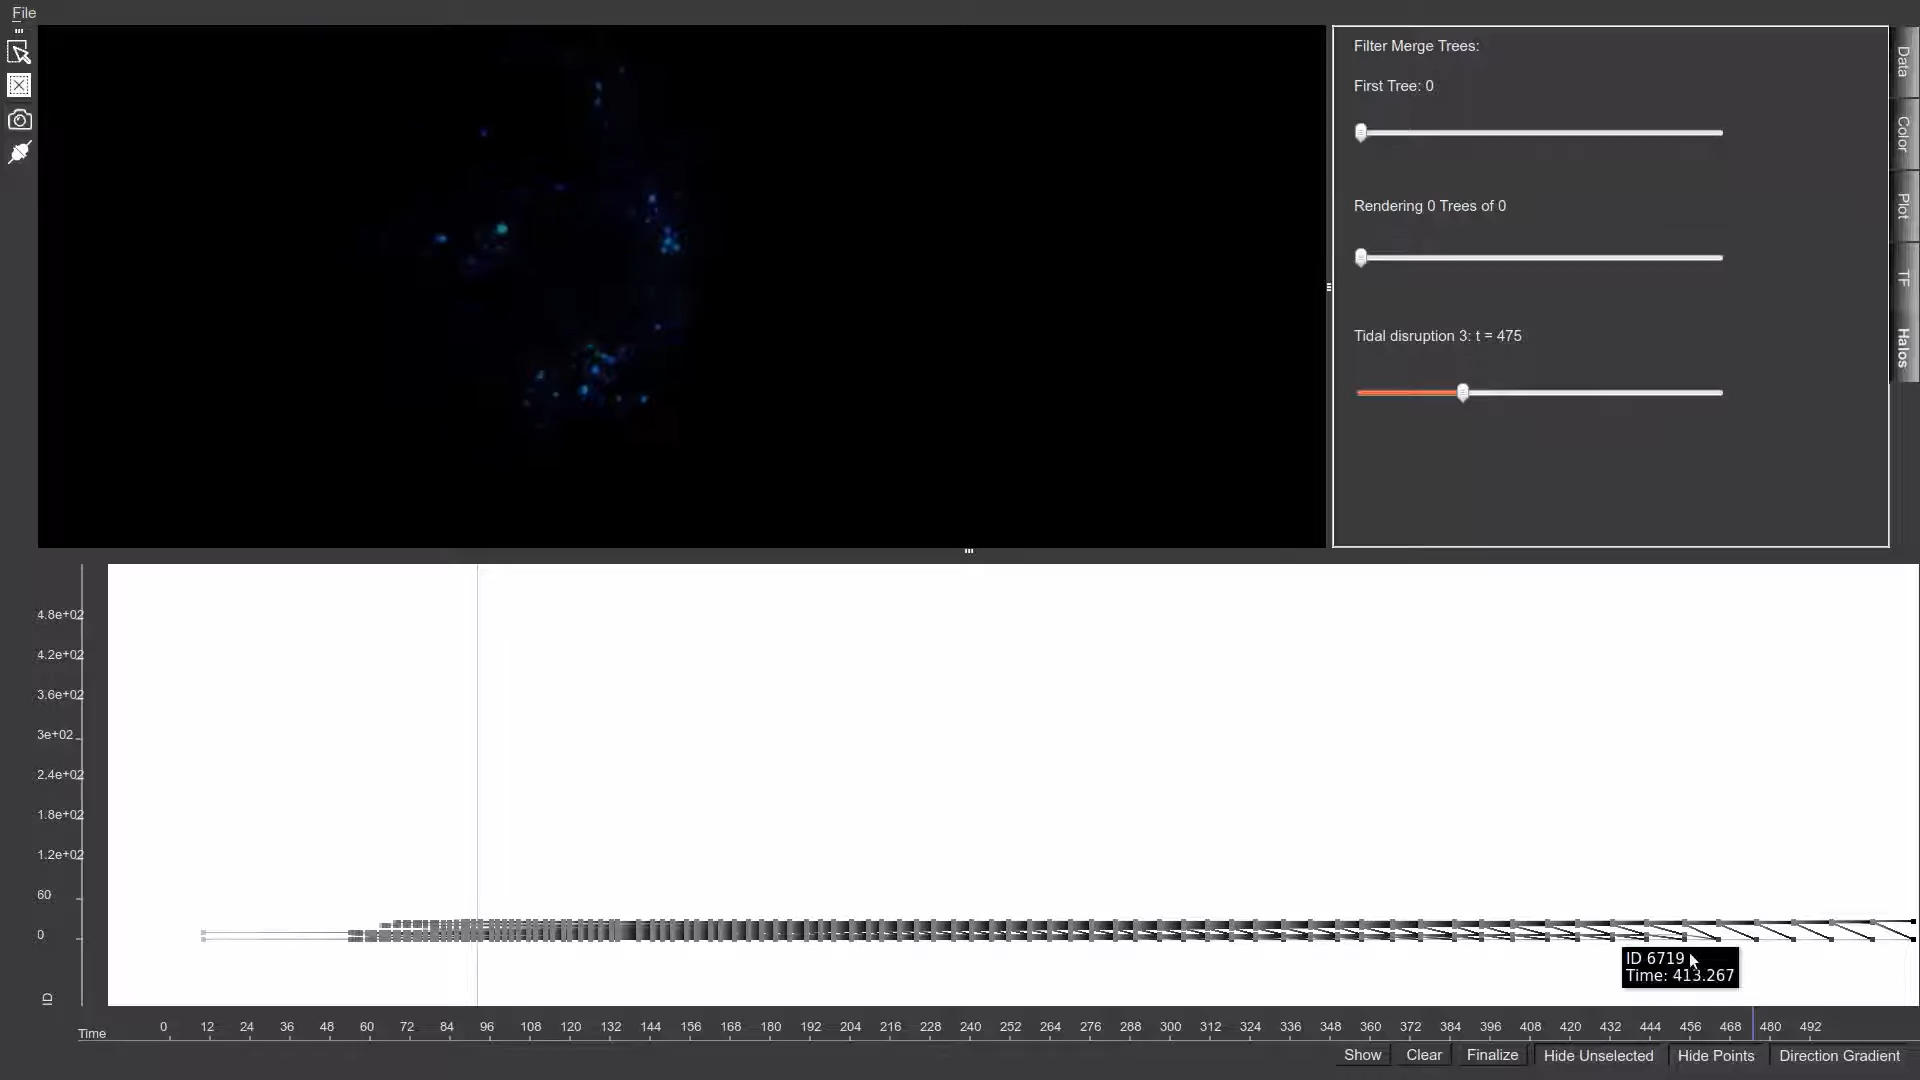 File
Filter Merge Trees:
First Tree: 0
Rendering 0 Trees of 0
Tidal disruption 3: t = 475
Data
Color
Plot
TF
Halos
4.8e+02
4.2e+02
3.6e+02
3e+02
2.4e+02
1.8e+02
1.2e+02
60
0
ID
ID 6719
Time: 413.267
Time 0 12 24 36 48 60 72 84 96 108 120 132 144 156 168 180 192 204 216 228 240 252 264 276 288 300 312 324 336 348 360 372 384 396 408 420 432 444 456 468 480 492
Show Clear Finalize Hide Unselected Hide Points Direction Gradient